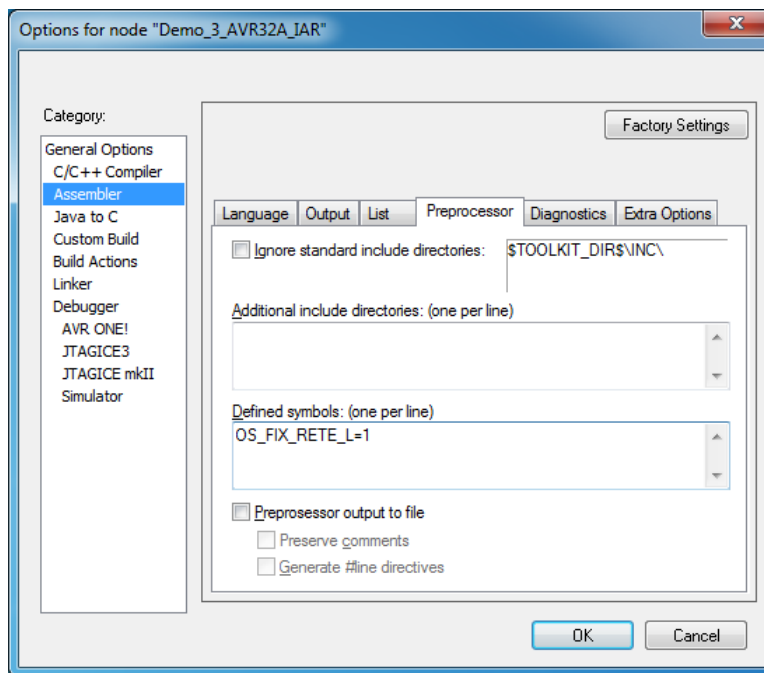 Options for node "Demo_3_AVR32A_IAR"
Category:
General Options
C/C++ Compiler
Assembler
Java to C
Custom Build
Build Actions
Linker
Debugger
AVR ONE!
JTAGICE3
JTAGICE mkII
Simulator
Factory Settings
Language Output List Preprocessor Diagnostics Extra Options
Ignore standard include directories: $TOOLKIT_DIR$\INC\
Additional include directories: (one per line)
Defined symbols: (one per line)
OS_FIX_RETE_L=1
Preprosessor output to file
Preserve comments
Generate #line directives
OK Cancel